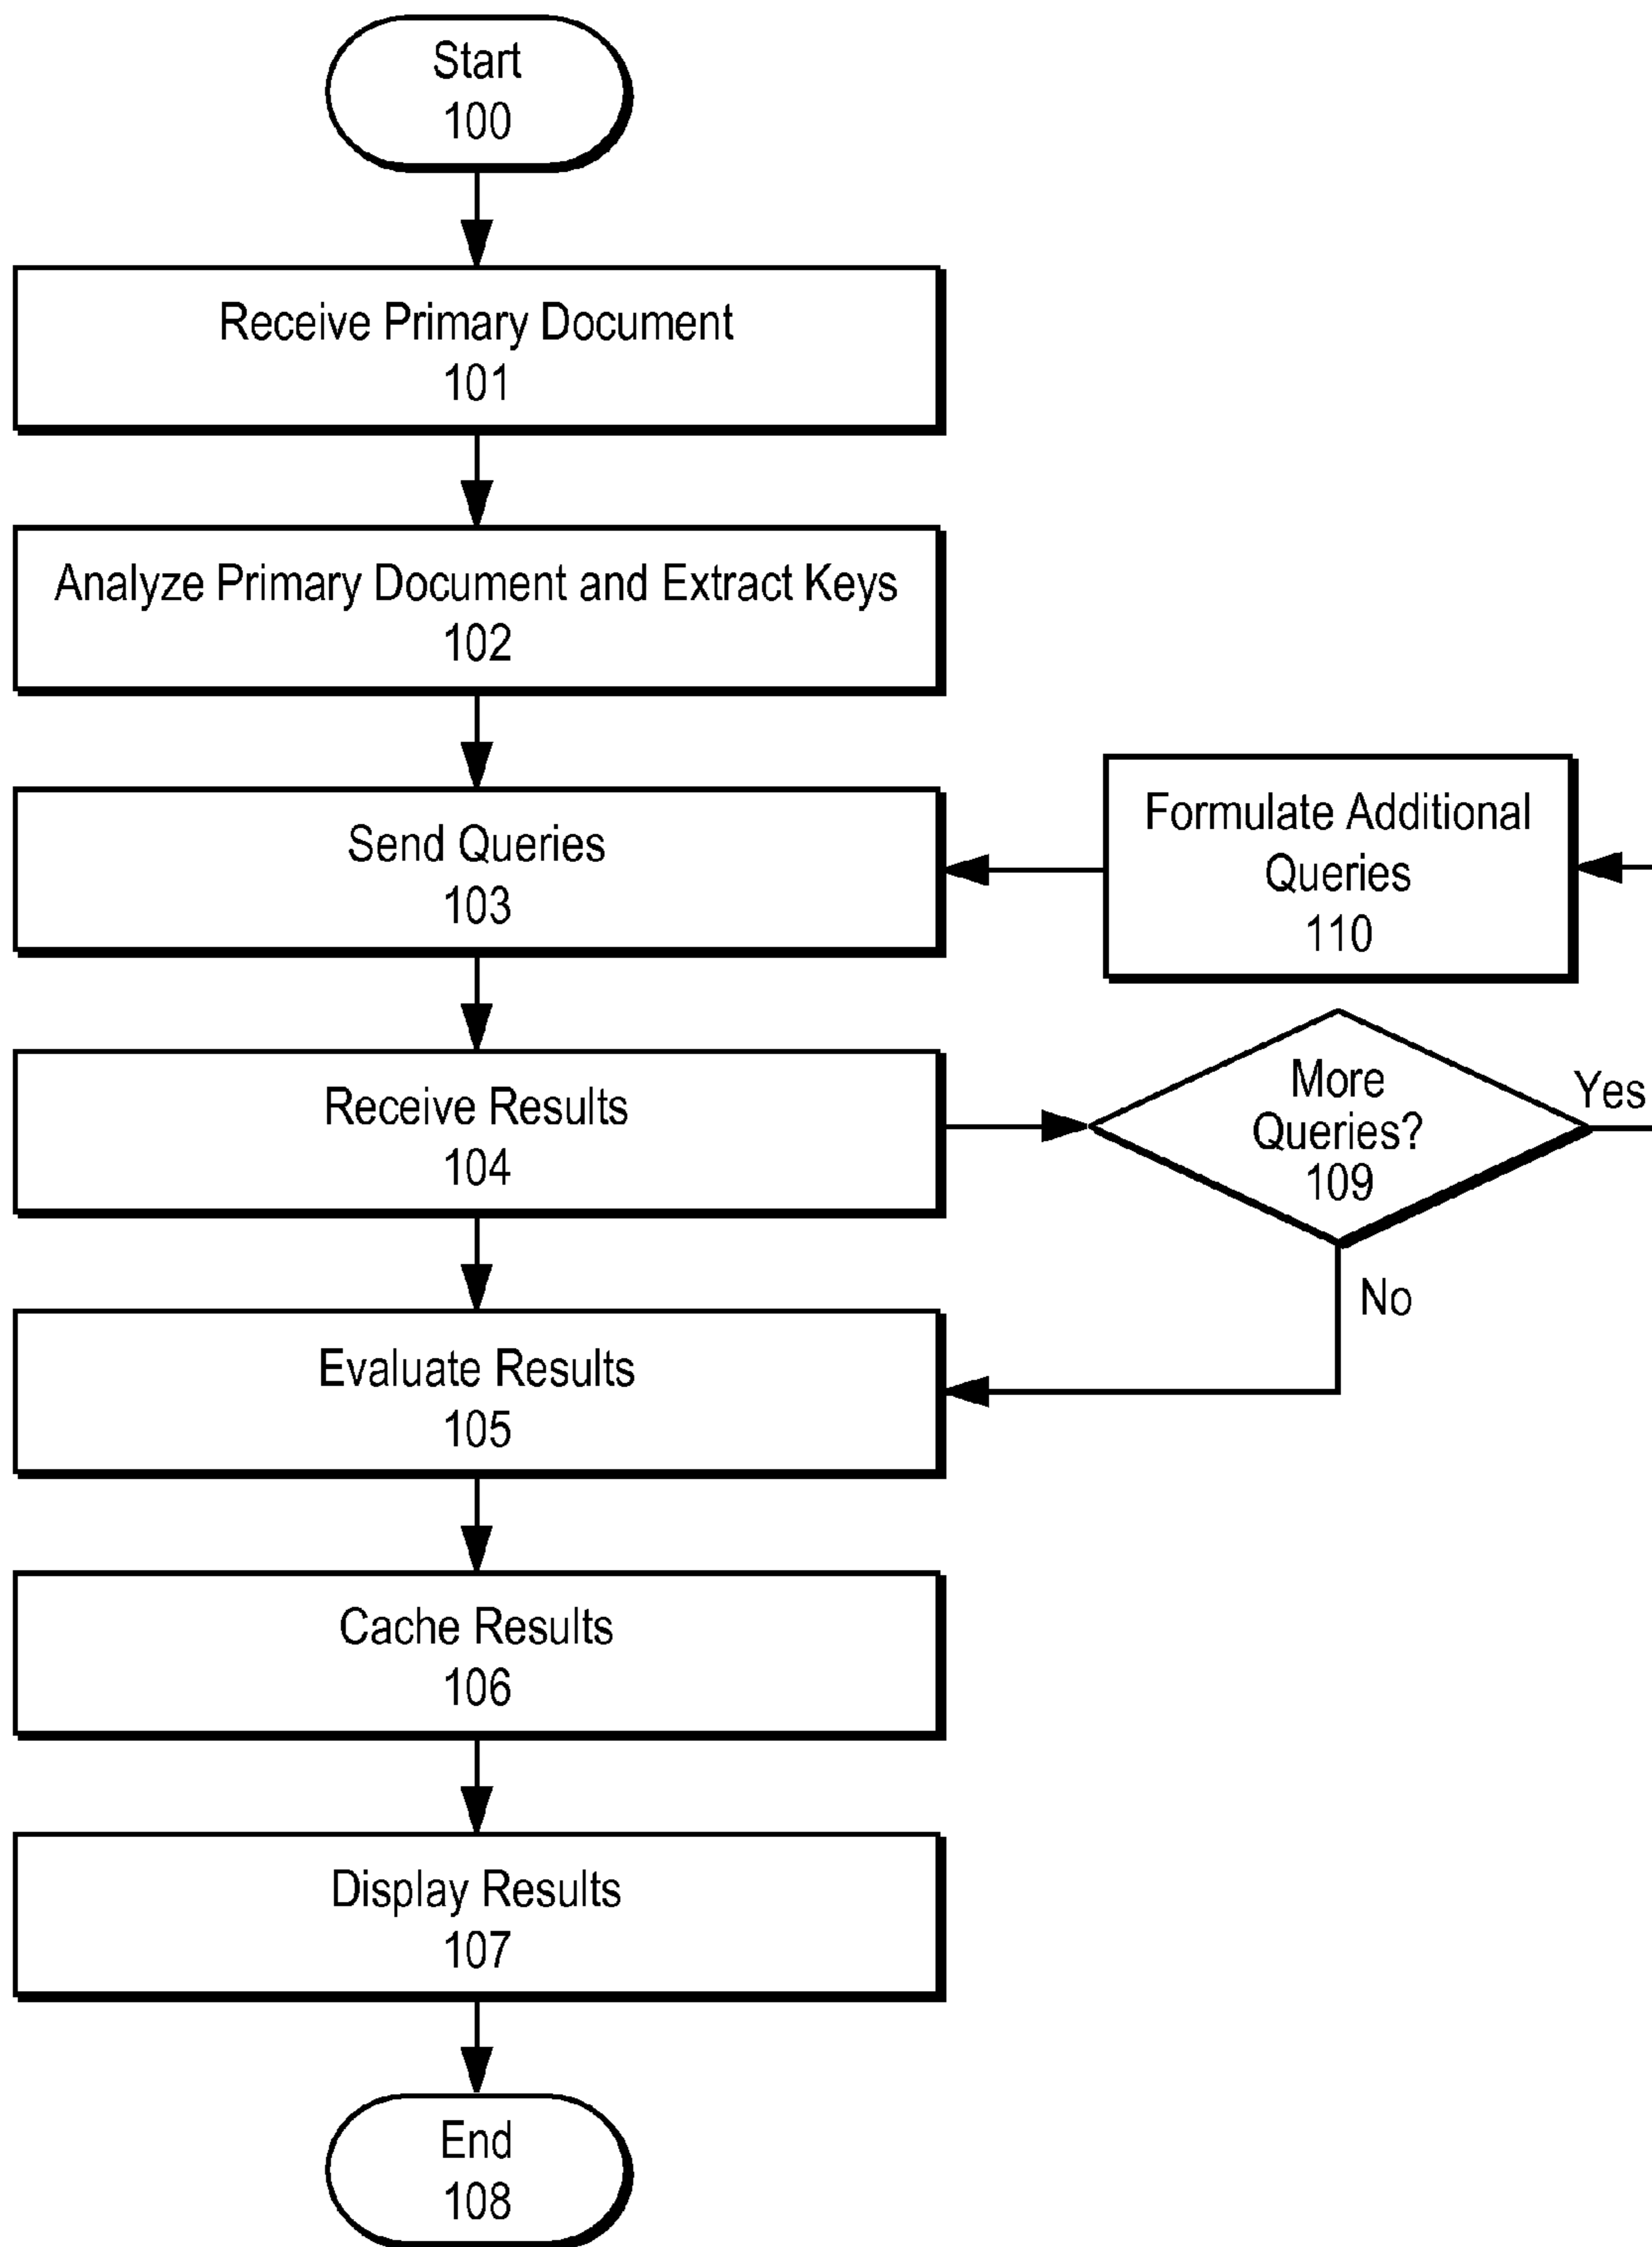 Start
100
Receive Primary Document
101
Analyze Primary Document and Extract Keys
102
Send Queries
103
Formulate Additional
Queries
110
Receive Results
104
More
Queries?
109
Yes
No
Evaluate Results
105
Cache Results
106
Display Results
107
End
108